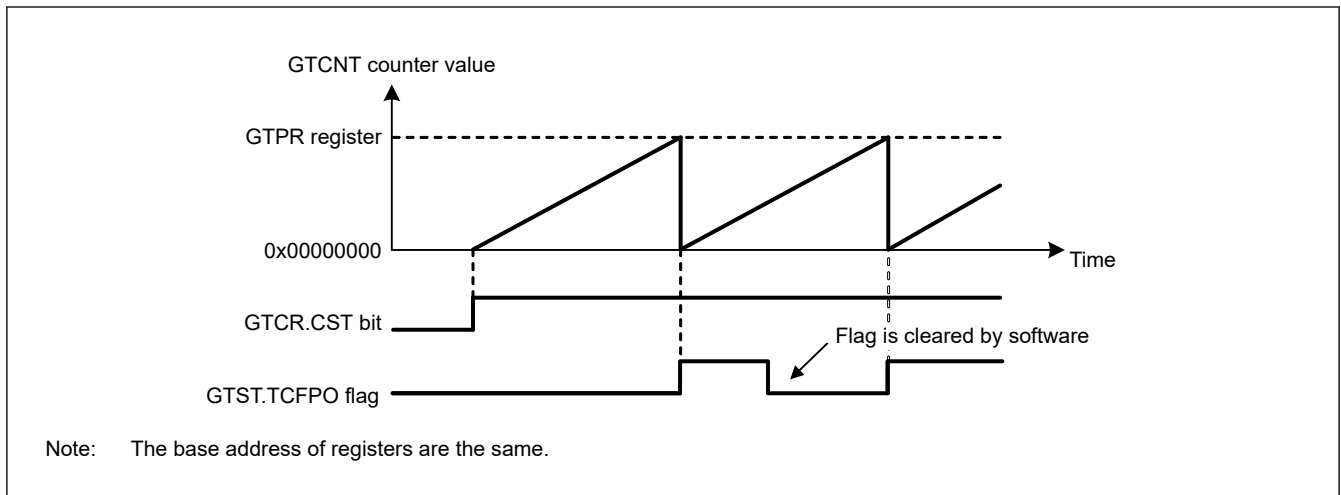 GTCNT counter value
GTPR register
0x00000000
Time
GTCR.CST bit
Flag is cleared by software
GTST.TCFPO flag
Note: The base address of registers are the same.